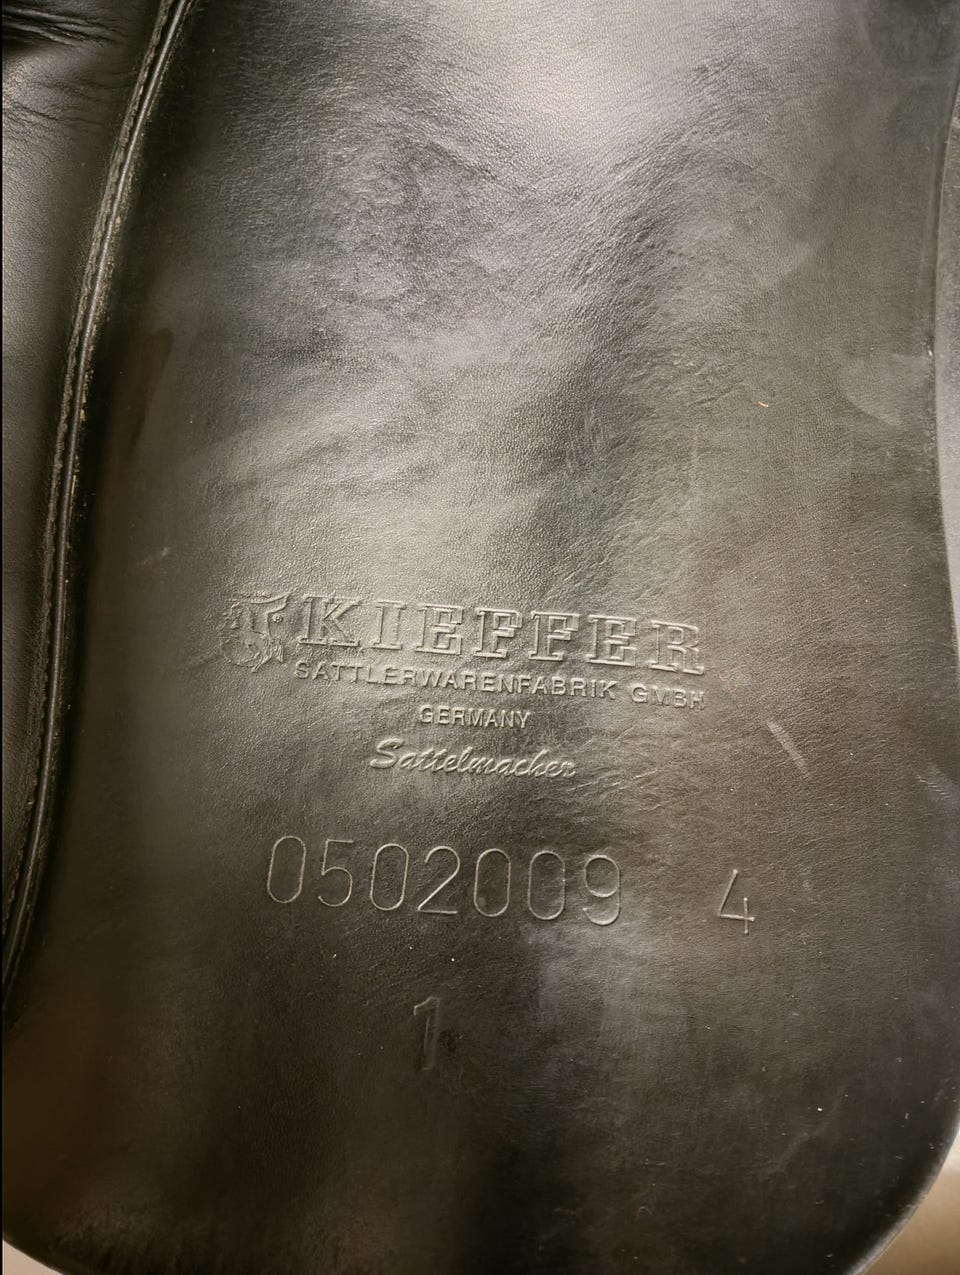 KIEFFER
SATTLERWARENFABRIK GMBH
GERMANY
Sattelmacher
0502009 4
1